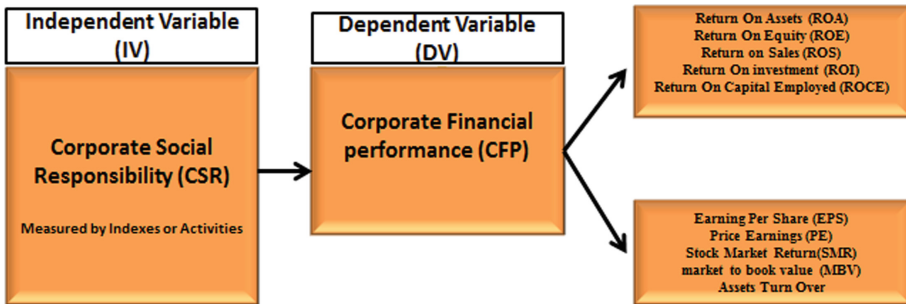 Independent Variable
(IV)
Corporate Social
Responsibility (CSR)
Measured by Indexes or Activities
Dependent Variable
(DV)
Corporate Financial
performance (CFP)
Return On Assets (ROA)
Return On Equity (ROE)
Return on Sales (ROS)
Return On investment (ROI)
Return On Capital Employed (ROCE)
Earning Per Share (EPS)
Price Earnings (PE)
Stock Market Return(SMR)
market to book value (MBV)
Assets Turn Over